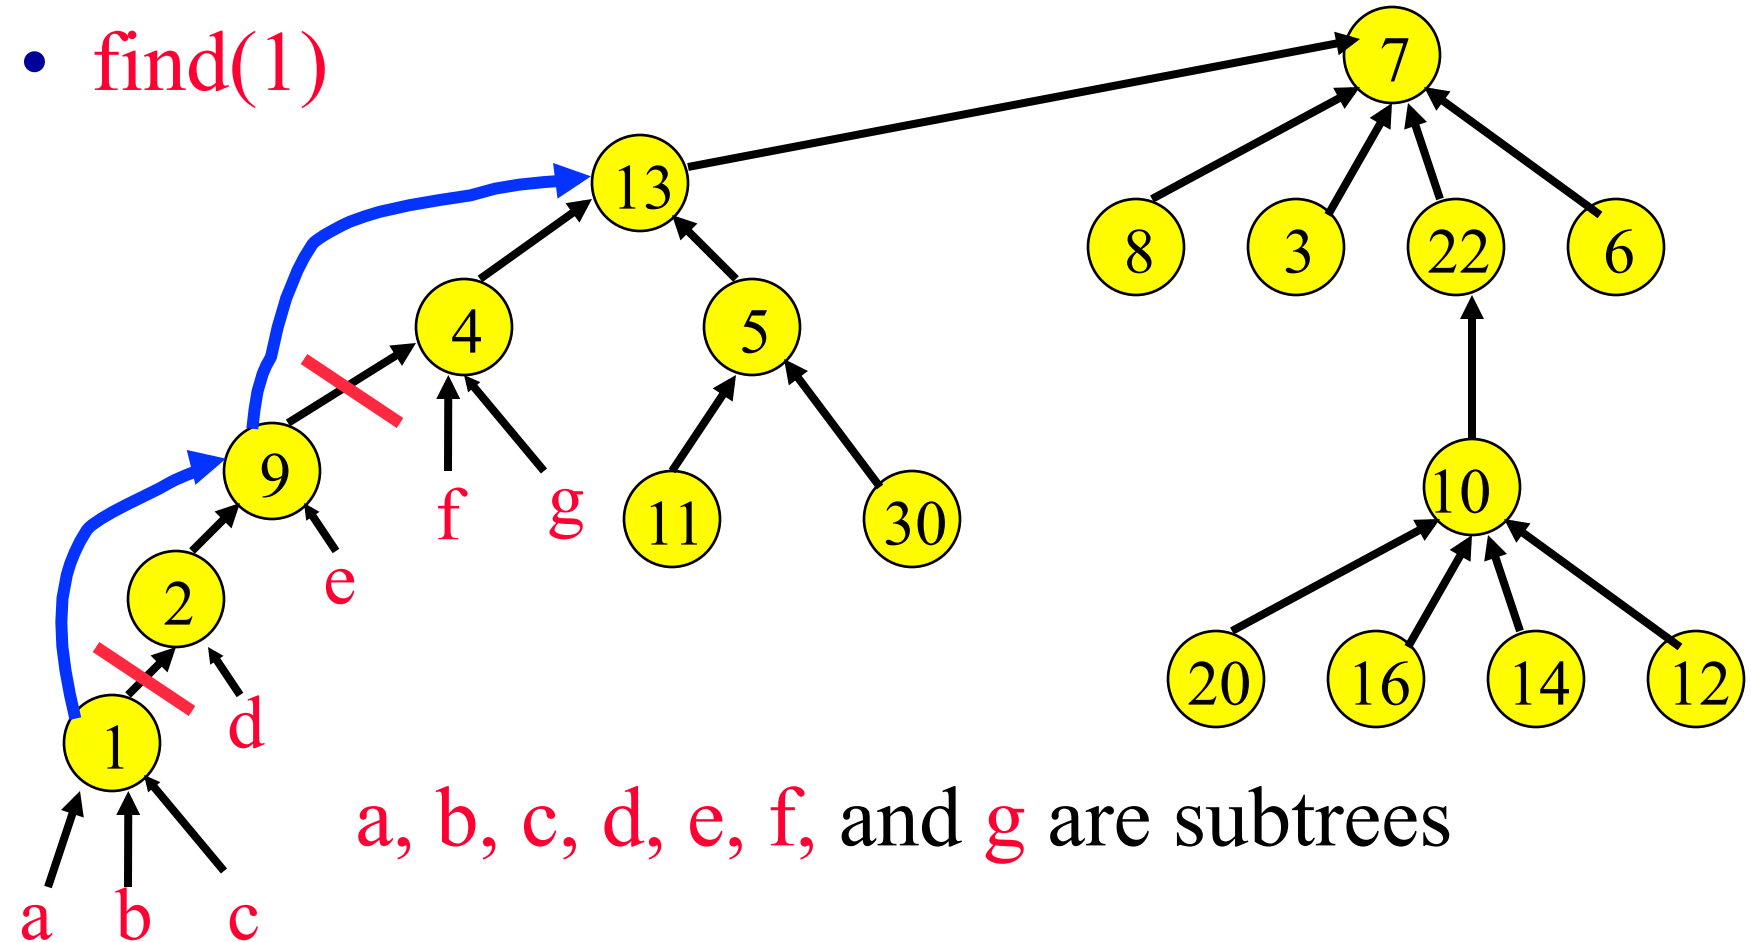 • find(1)
7
13
8 3 22 6
4 5
9 f g 11 30 10
2 e
20 16 14 12
1 d
a, b, c, d, e, f, and g are subtrees
a b c